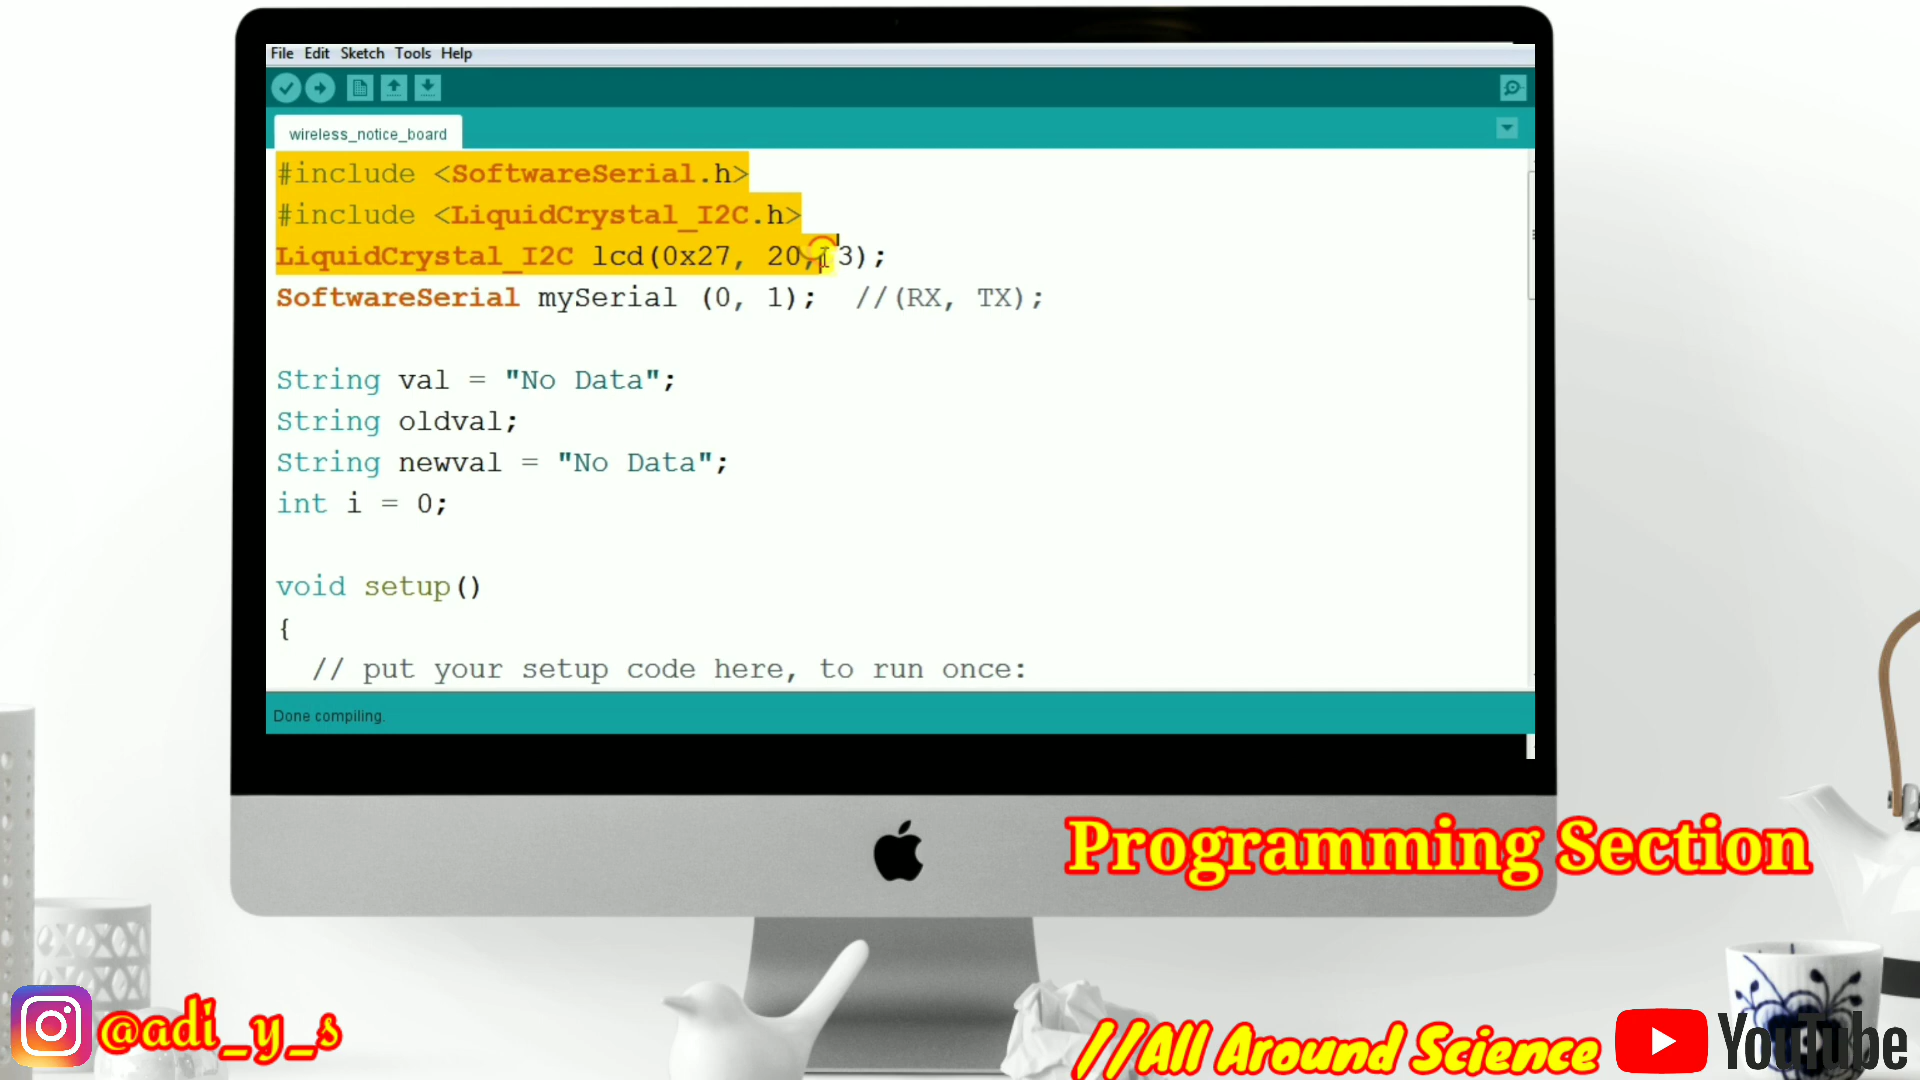 File Edit Sketch Tools Help
wireless_notice_board
#include <SoftwareSerial.h>
#include <LiquidCrystal_I2C.h>
LiquidCrystal_I2C lcd(0x27, 20, 3);
SoftwareSerial mySerial (0, 1);  //(RX, TX);
String val = "No Data";
String oldval;
String newval = "No Data";
int i = 0;
void setup()
{
// put your setup code here, to run once:
Done compiling.
Programming Section
@adi_y_s
//All Around Science
YouTube